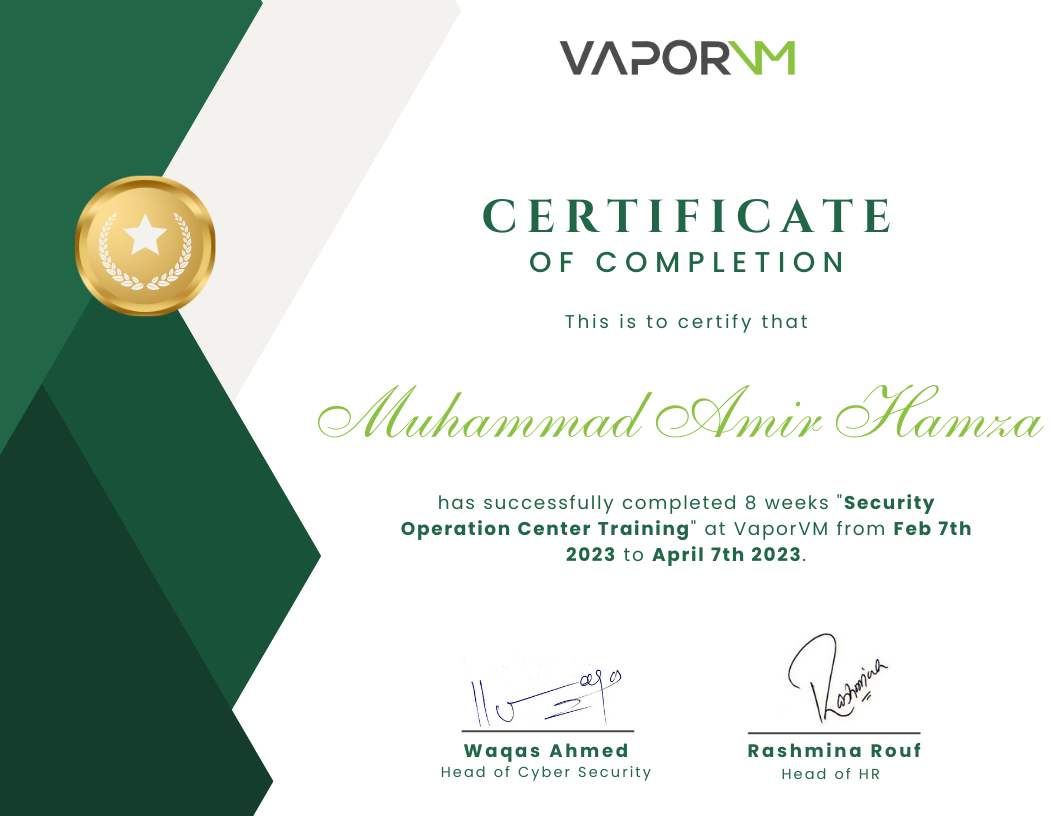 VAPORVM
CERTIFICATE
OF COMPLETION
This is to certify that
Muhammad Amir Hamza
has successfully completed 8 weeks "Security
Operation Center Training" at VaporVM from Feb 7th
2023 to April 7th 2023.
Rashmina
Waqas Ahmed
Head of Cyber Security
Rashmina Rouf
Head of HR